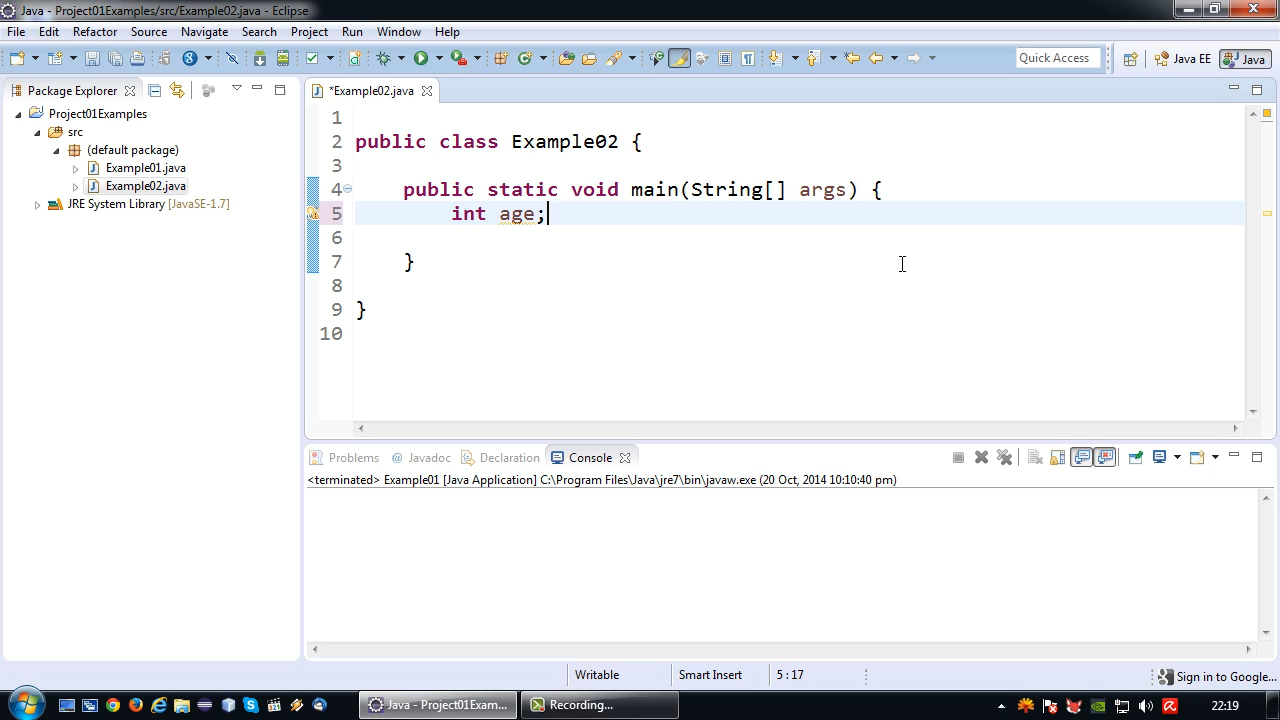 Java - Project01Examples/src/Example02.java - Eclipse
File Edit Refactor Source Search Project Run Window Help
Quick Access
Java EE
Java
Package Explorer
*Example02.java
Project01Examples
src
(default package)
Example01.java
Example02.java
JRE System Library [JavaSE-1.7]
1
2 public class Example02 {
3
4 public static void main(String[] args) {
5 int age;
6
7 }
8
9 }
10
Problems @ Javadoc Declaration Console
<terminated> Example01 [Java Application] C:\Program Files\Java\jre7\bin\javaw.exe (20 Oct, 2014 10:10:40 pm)
Writable Smart Insert 5 : 17
Sign in to Google...
Java - Project01Exam...
Recording...
22:19